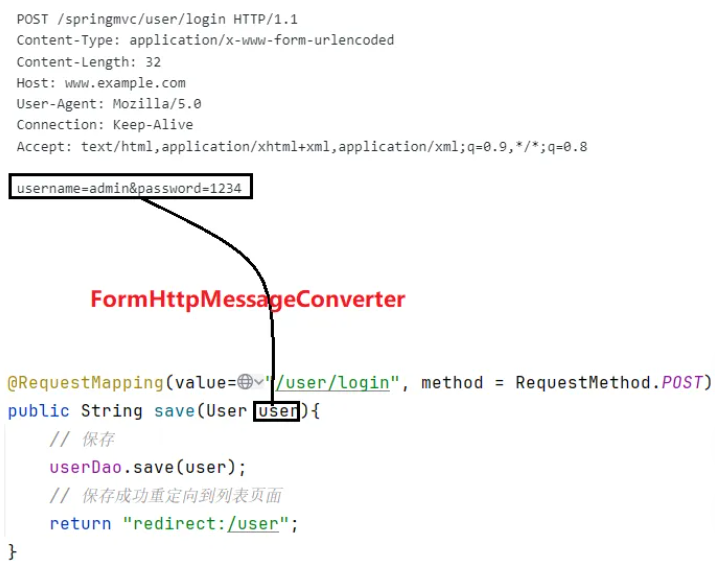 POST /springmvc/user/login HTTP/1.1
Content-Type: application/x-www-form-urlencoded
Content-Length: 32
Host: www.example.com
User-Agent: Mozilla/5.0
Connection: Keep-Alive
Accept: text/html,application/xhtml+xml,application/xml;q=0.9,*/*;q=0.8
username=admin&password=1234
FormHttpMessageConverter
@RequestMapping(value="/user/login", method = RequestMethod.POST)
public String save(User user){
// 保存
userDao.save(user);
// 保存成功重定向到列表页面
return "redirect:/user";
}